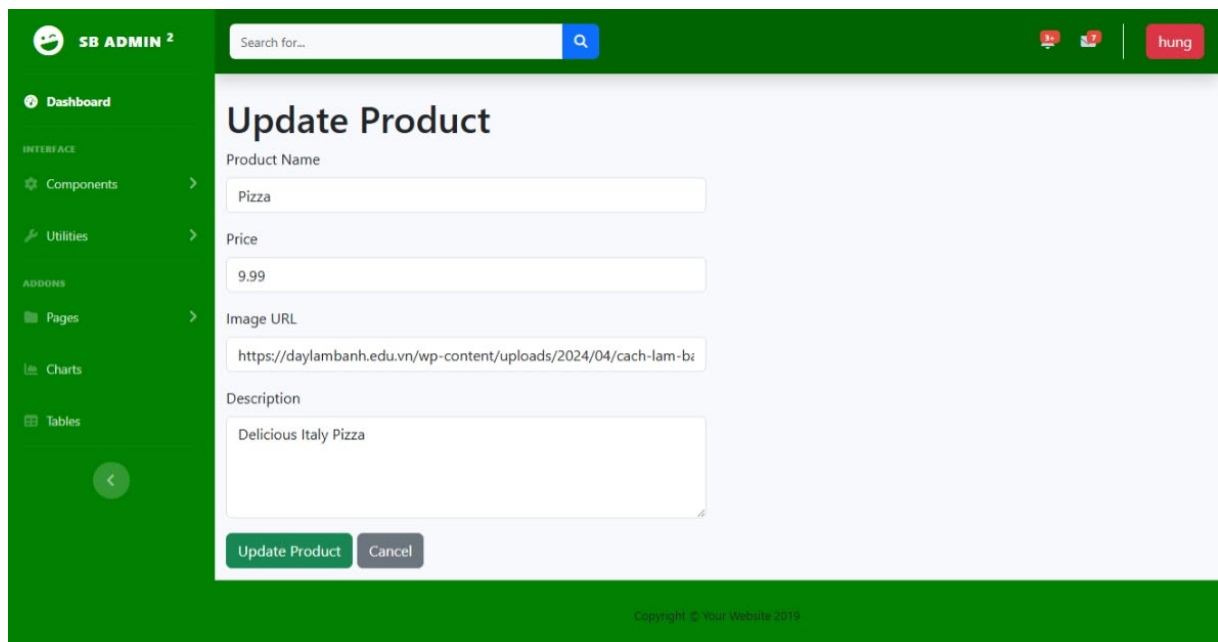 SB ADMIN 2
Search for...
3+
7
hung
Dashboard
INTERFACE
Components
Utilities
ADDONS
Pages
Charts
Tables
Update Product
Product Name
Pizza
Price
9.99
Image URL
https://daylambanh.edu.vn/wp-content/uploads/2024/04/cach-lam-ba
Description
Delicious Italy Pizza
Update Product
Cancel
Copyright © Your Website 2019